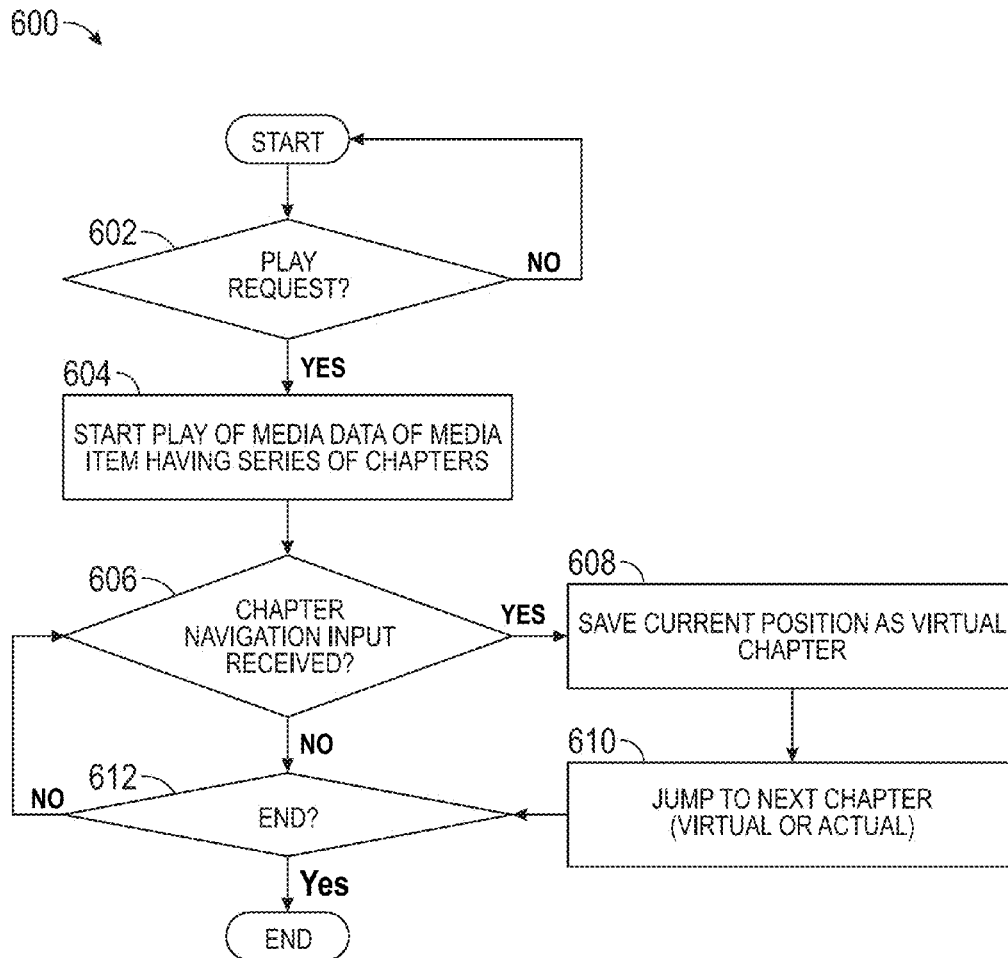 600
START
602
PLAY
REQUEST?
NO
YES
604
START PLAY OF MEDIA DATA OF MEDIA
ITEM HAVING SERIES OF CHAPTERS
606
CHAPTER
NAVIGATION INPUT
RECEIVED?
YES
608
SAVE CURRENT POSITION AS VIRTUAL
CHAPTER
NO
610
JUMP TO NEXT CHAPTER
(VIRTUAL OR ACTUAL)
612
NO
END?
Yes
END